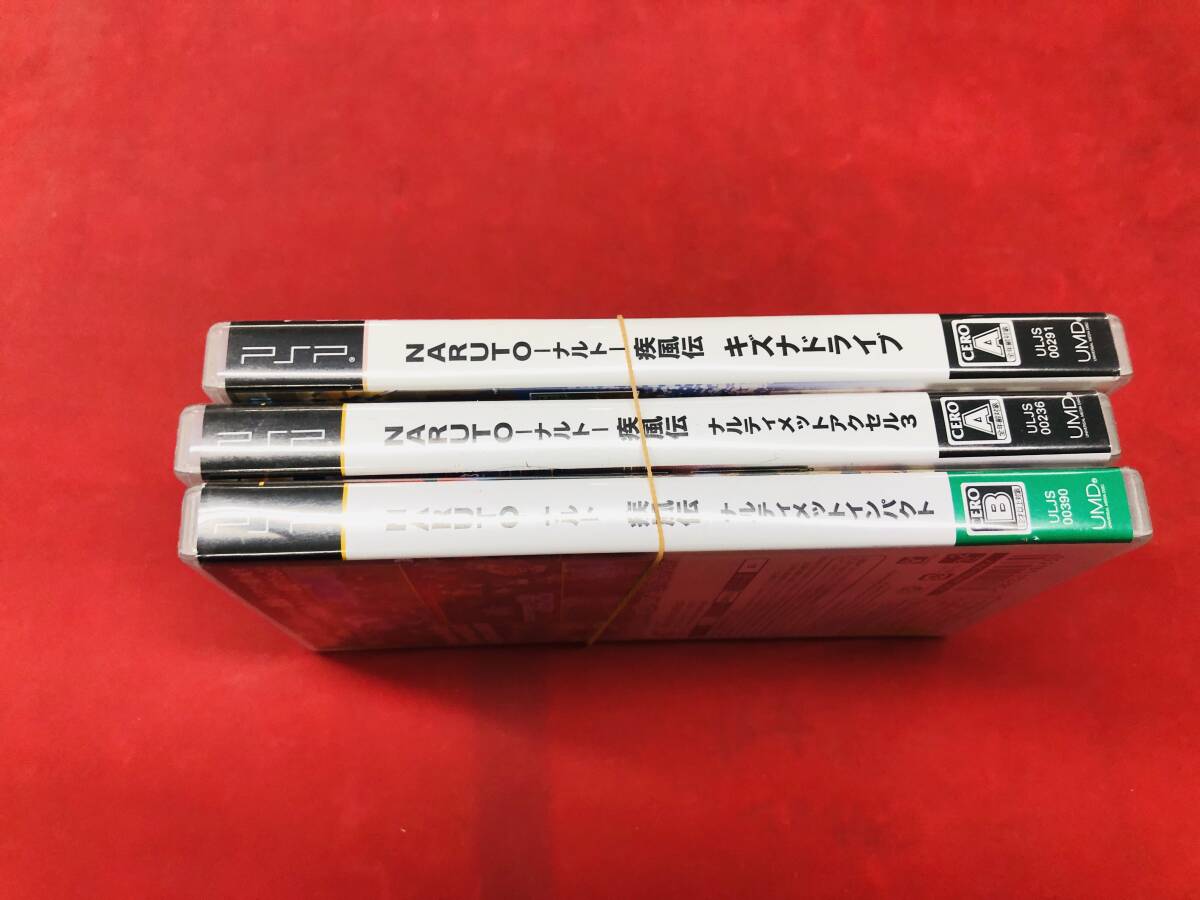 NARUTO-ナルト-疾風伝 キズナドライブ
CERO
A
ULJS
00291
UMD
NARUTO-ナルト-疾風伝 ナルティメットアクセル3
CERO
A
ULJS
00236
UMD
NARUTO-ナルト-疾風伝 ナルティメットインパクト
CERO
B
ULJS
00390
UMD